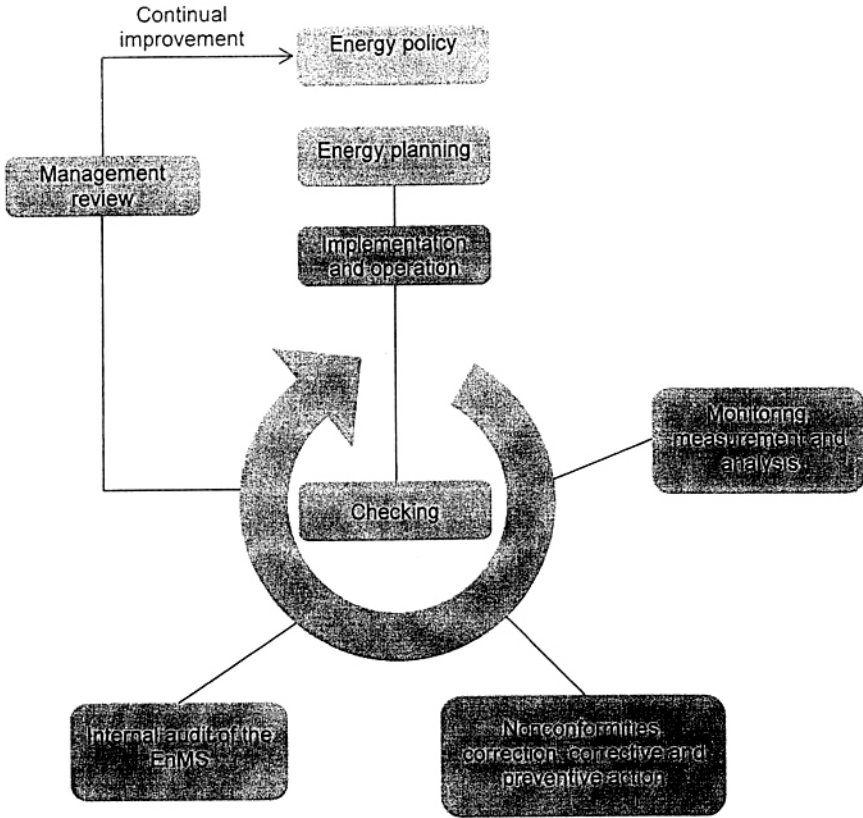 Continual
improvement
Energy policy
Energy planning
Management
review
Implementation
and operation
Monitoring,
measurement and
analysis
Checking
Internal audit of the
EnMS
Nonconformities,
correction, corrective and
preventive action